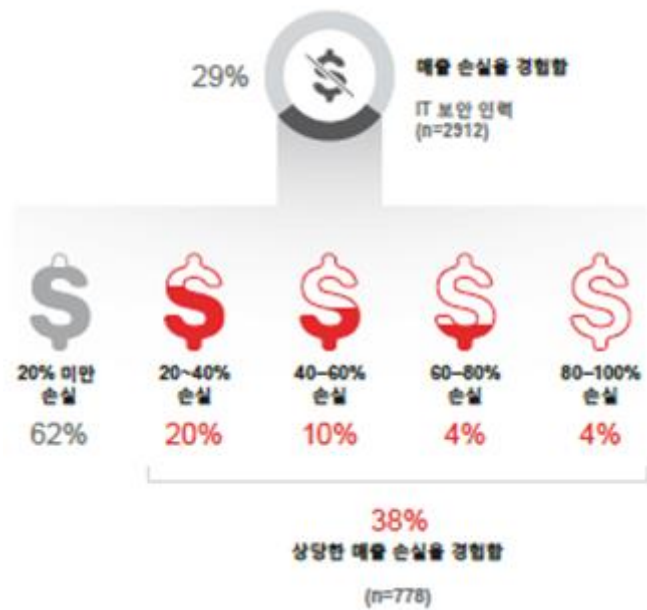 29%
매출 손실을 경험함
IT 보안 인력
(n=2912)
20% 미만 손실
62%
20~40% 손실
20%
40–60% 손실
10%
60–80% 손실
4%
80–100% 손실
4%
38%
상당한 매출 손실을 경험함
(n=778)